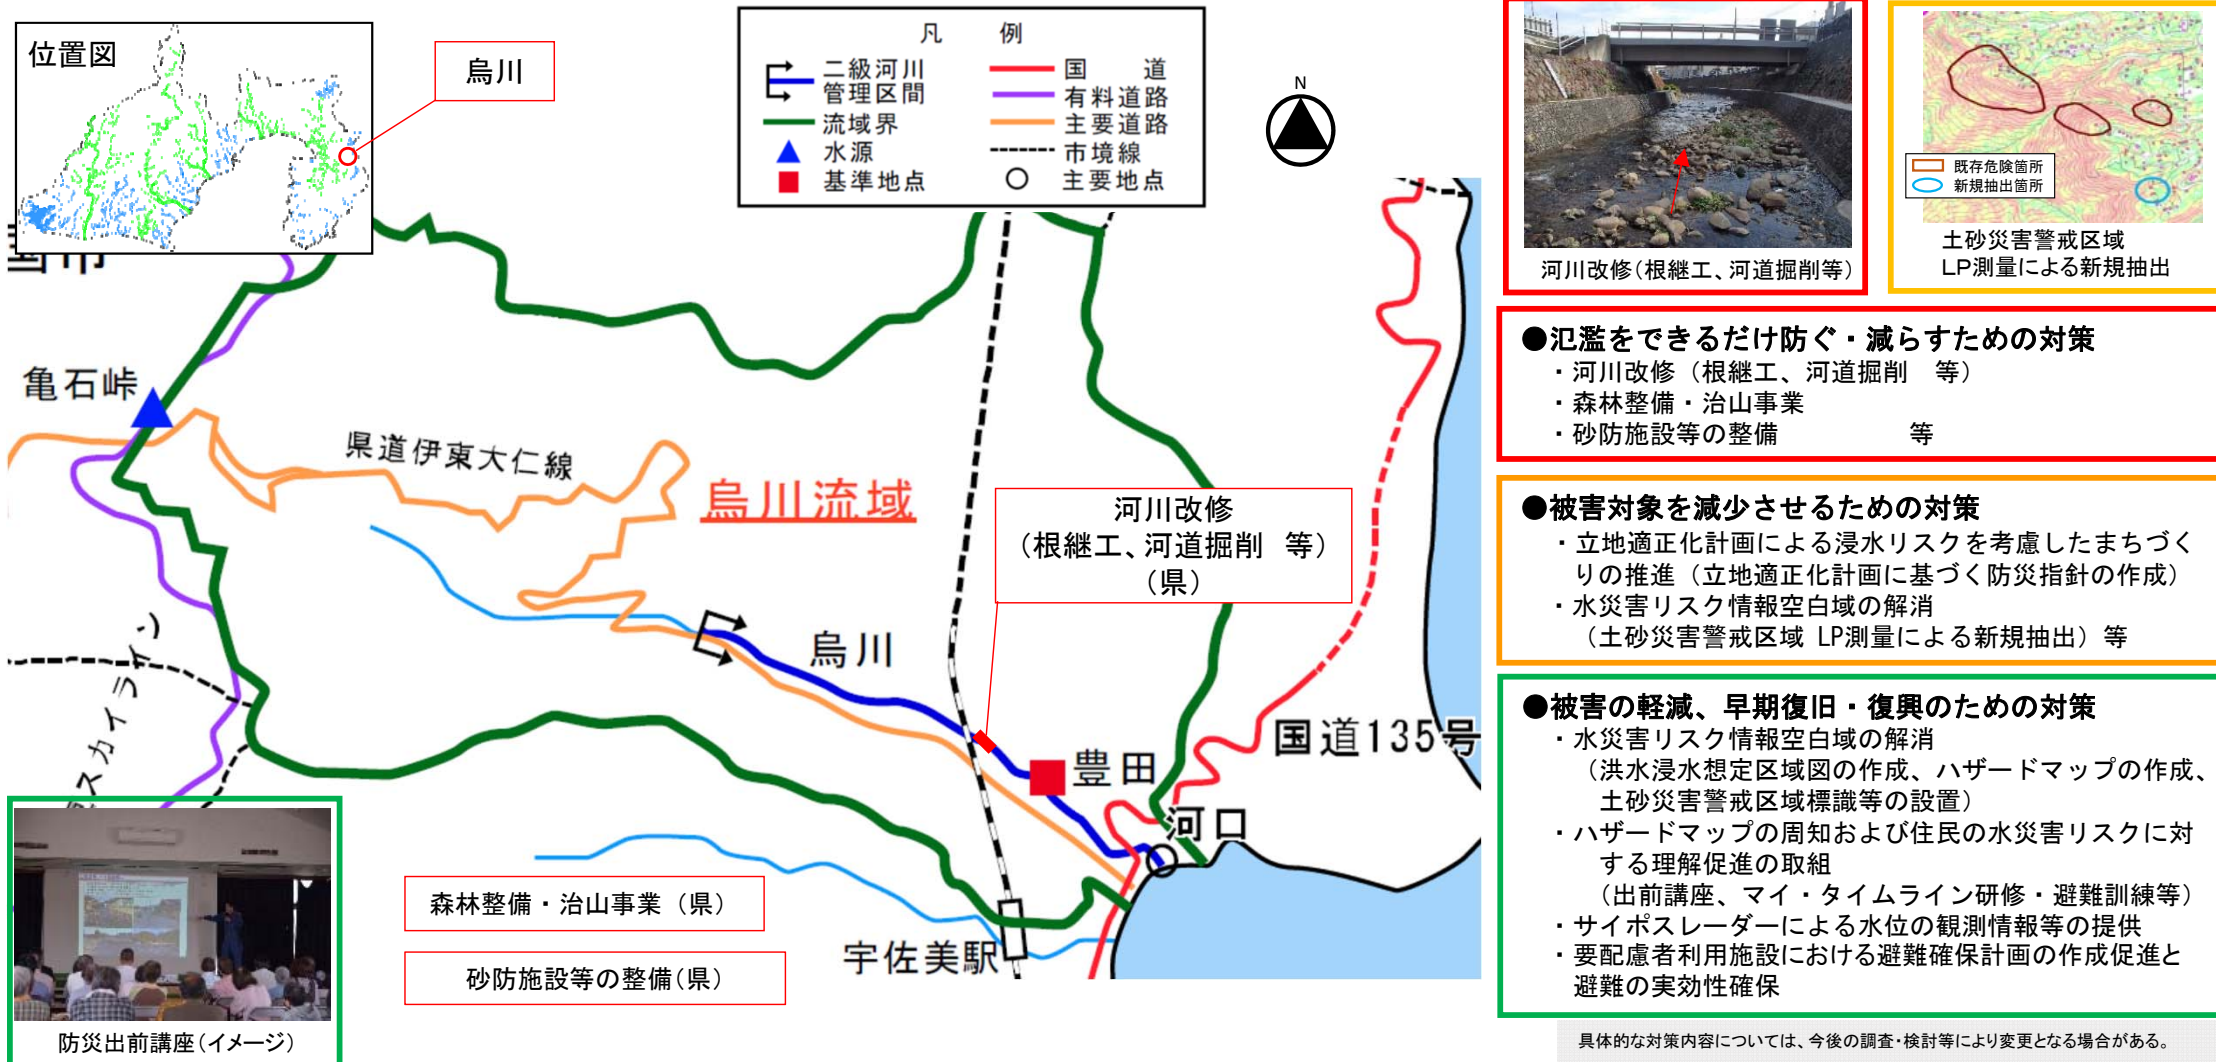 位置図
烏川
凡　例
二級河川
管理区間
流域界
水源
基準地点
国　道
有料道路
主要道路
市境線
主要地点
N
亀石峠
県道伊東大仁線
烏川流域
河川改修
（根継工、河道掘削　等）
（県）
烏川
スカイライン
豊田
国道135号
河口
宇佐美駅
森林整備・治山事業（県）
砂防施設等の整備（県）
防災出前講座（イメージ）
河川改修（根継工、河道掘削等）
既存危険箇所
新規抽出箇所
土砂災害警戒区域
LP測量による新規抽出
●氾濫をできるだけ防ぐ・減らすための対策
・河川改修（根継工、河道掘削　等）
・森林整備・治山事業
・砂防施設等の整備　　　　　等
●被害対象を減少させるための対策
・立地適正化計画による浸水リスクを考慮したまちづく
りの推進（立地適正化計画に基づく防災指針の作成）
・水災害リスク情報空白域の解消
（土砂災害警戒区域 LP測量による新規抽出）等
●被害の軽減、早期復旧・復興のための対策
・水災害リスク情報空白域の解消
（洪水浸水想定区域図の作成、ハザードマップの作成、
土砂災害警戒区域標識等の設置）
・ハザードマップの周知および住民の水災害リスクに対
する理解促進の取組
（出前講座、マイ・タイムライン研修・避難訓練等）
・サイポスレーダーによる水位の観測情報等の提供
・要配慮者利用施設における避難確保計画の作成促進と
避難の実効性確保
具体的な対策内容については、今後の調査・検討等により変更となる場合がある。